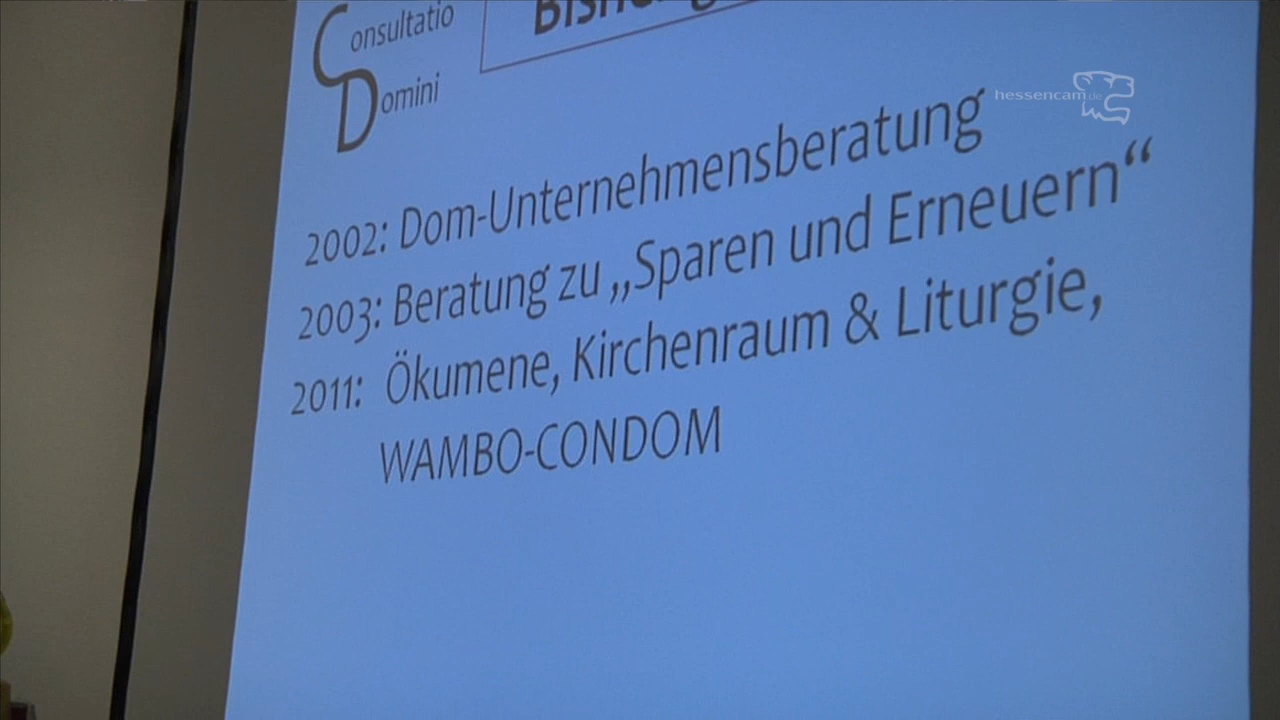 Consultatio
Domini
hessencam.de
2002: Dom-Unternehmensberatung
2003: Beratung zu „Sparen und Erneuern“
2011: Ökumene, Kirchenraum & Liturgie,
WAMBO-CONDOM